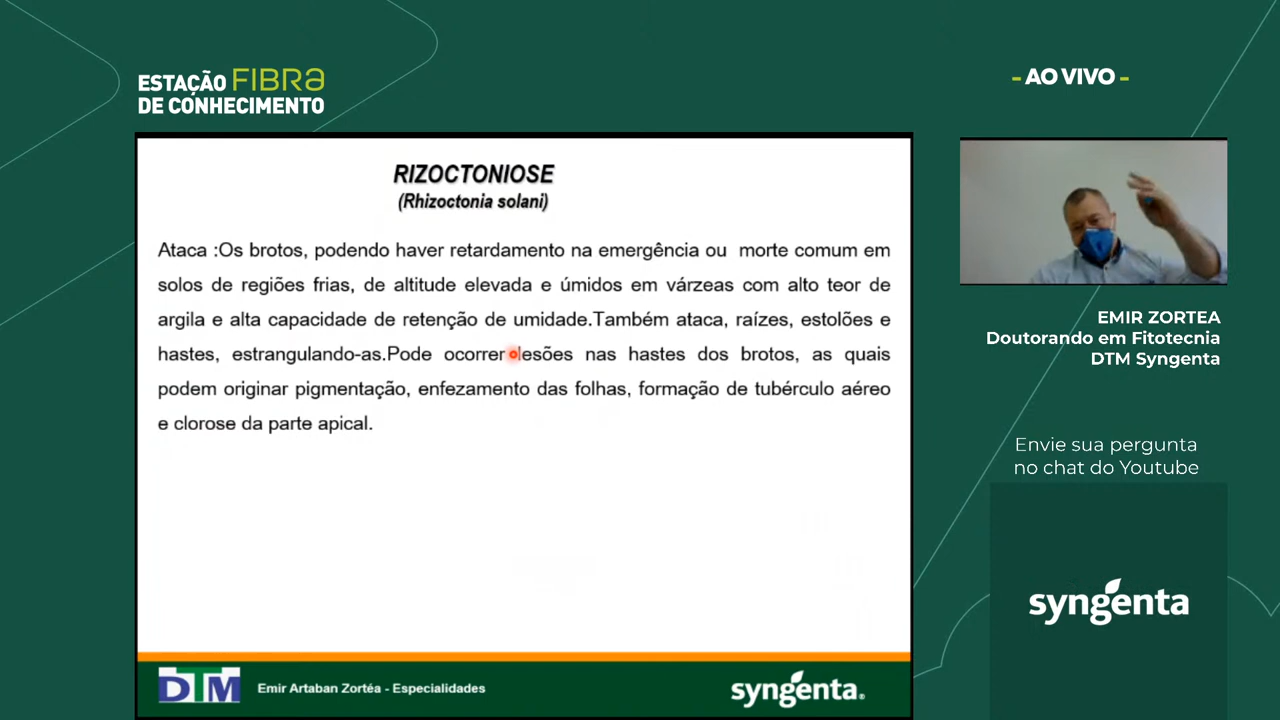 ESTAÇÃO FIBRA
DE CONHECIMENTO
- AO VIVO -
RIZOCTONIOSE
(Rhizoctonia solani)
Ataca :Os brotos, podendo haver retardamento na emergência ou morte comum em
solos de regiões frias, de altitude elevada e úmidos em várzeas com alto teor de
argila e alta capacidade de retenção de umidade.Também ataca, raízes, estolões e
hastes, estrangulando-as.Pode ocorrer lesões nas hastes dos brotos, as quais
podem originar pigmentação, enfezamento das folhas, formação de tubérculo aéreo
e clorose da parte apical.
EMIR ZORTEA
Doutorando em Fitotecnia
DTM Syngenta
Envie sua pergunta
no chat do Youtube
syngenta
DTM
Emir Artaban Zortéa - Especialidades
syngenta®